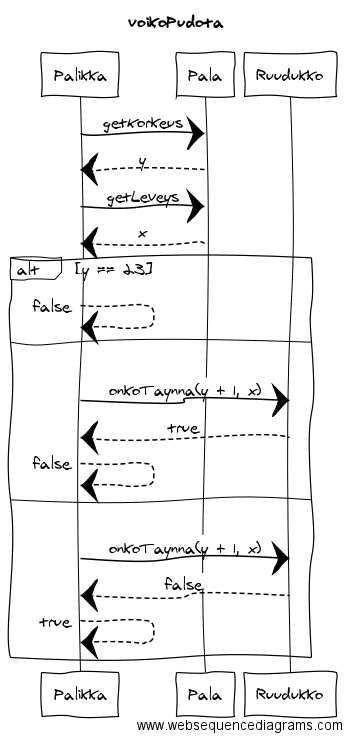 voikoPudota
Palikka Pala Ruudukko
getKorkeus
y
getLeveys
x
alt [y == 23]
false
onkoTaynna(y + 1, x)
true
false
onkoTaynna(y + 1, x)
false
true
Palikka Pala Ruudukko
www.websequencediagrams.com